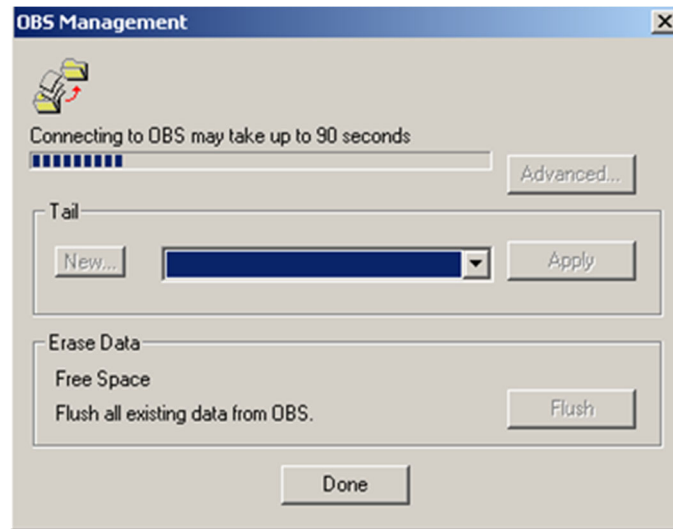 OBS Management
Connecting to OBS may take up to 90 seconds
Advanced...
Tail
New...
Apply
Erase Data
Free Space
Flush all existing data from OBS.
Flush
Done